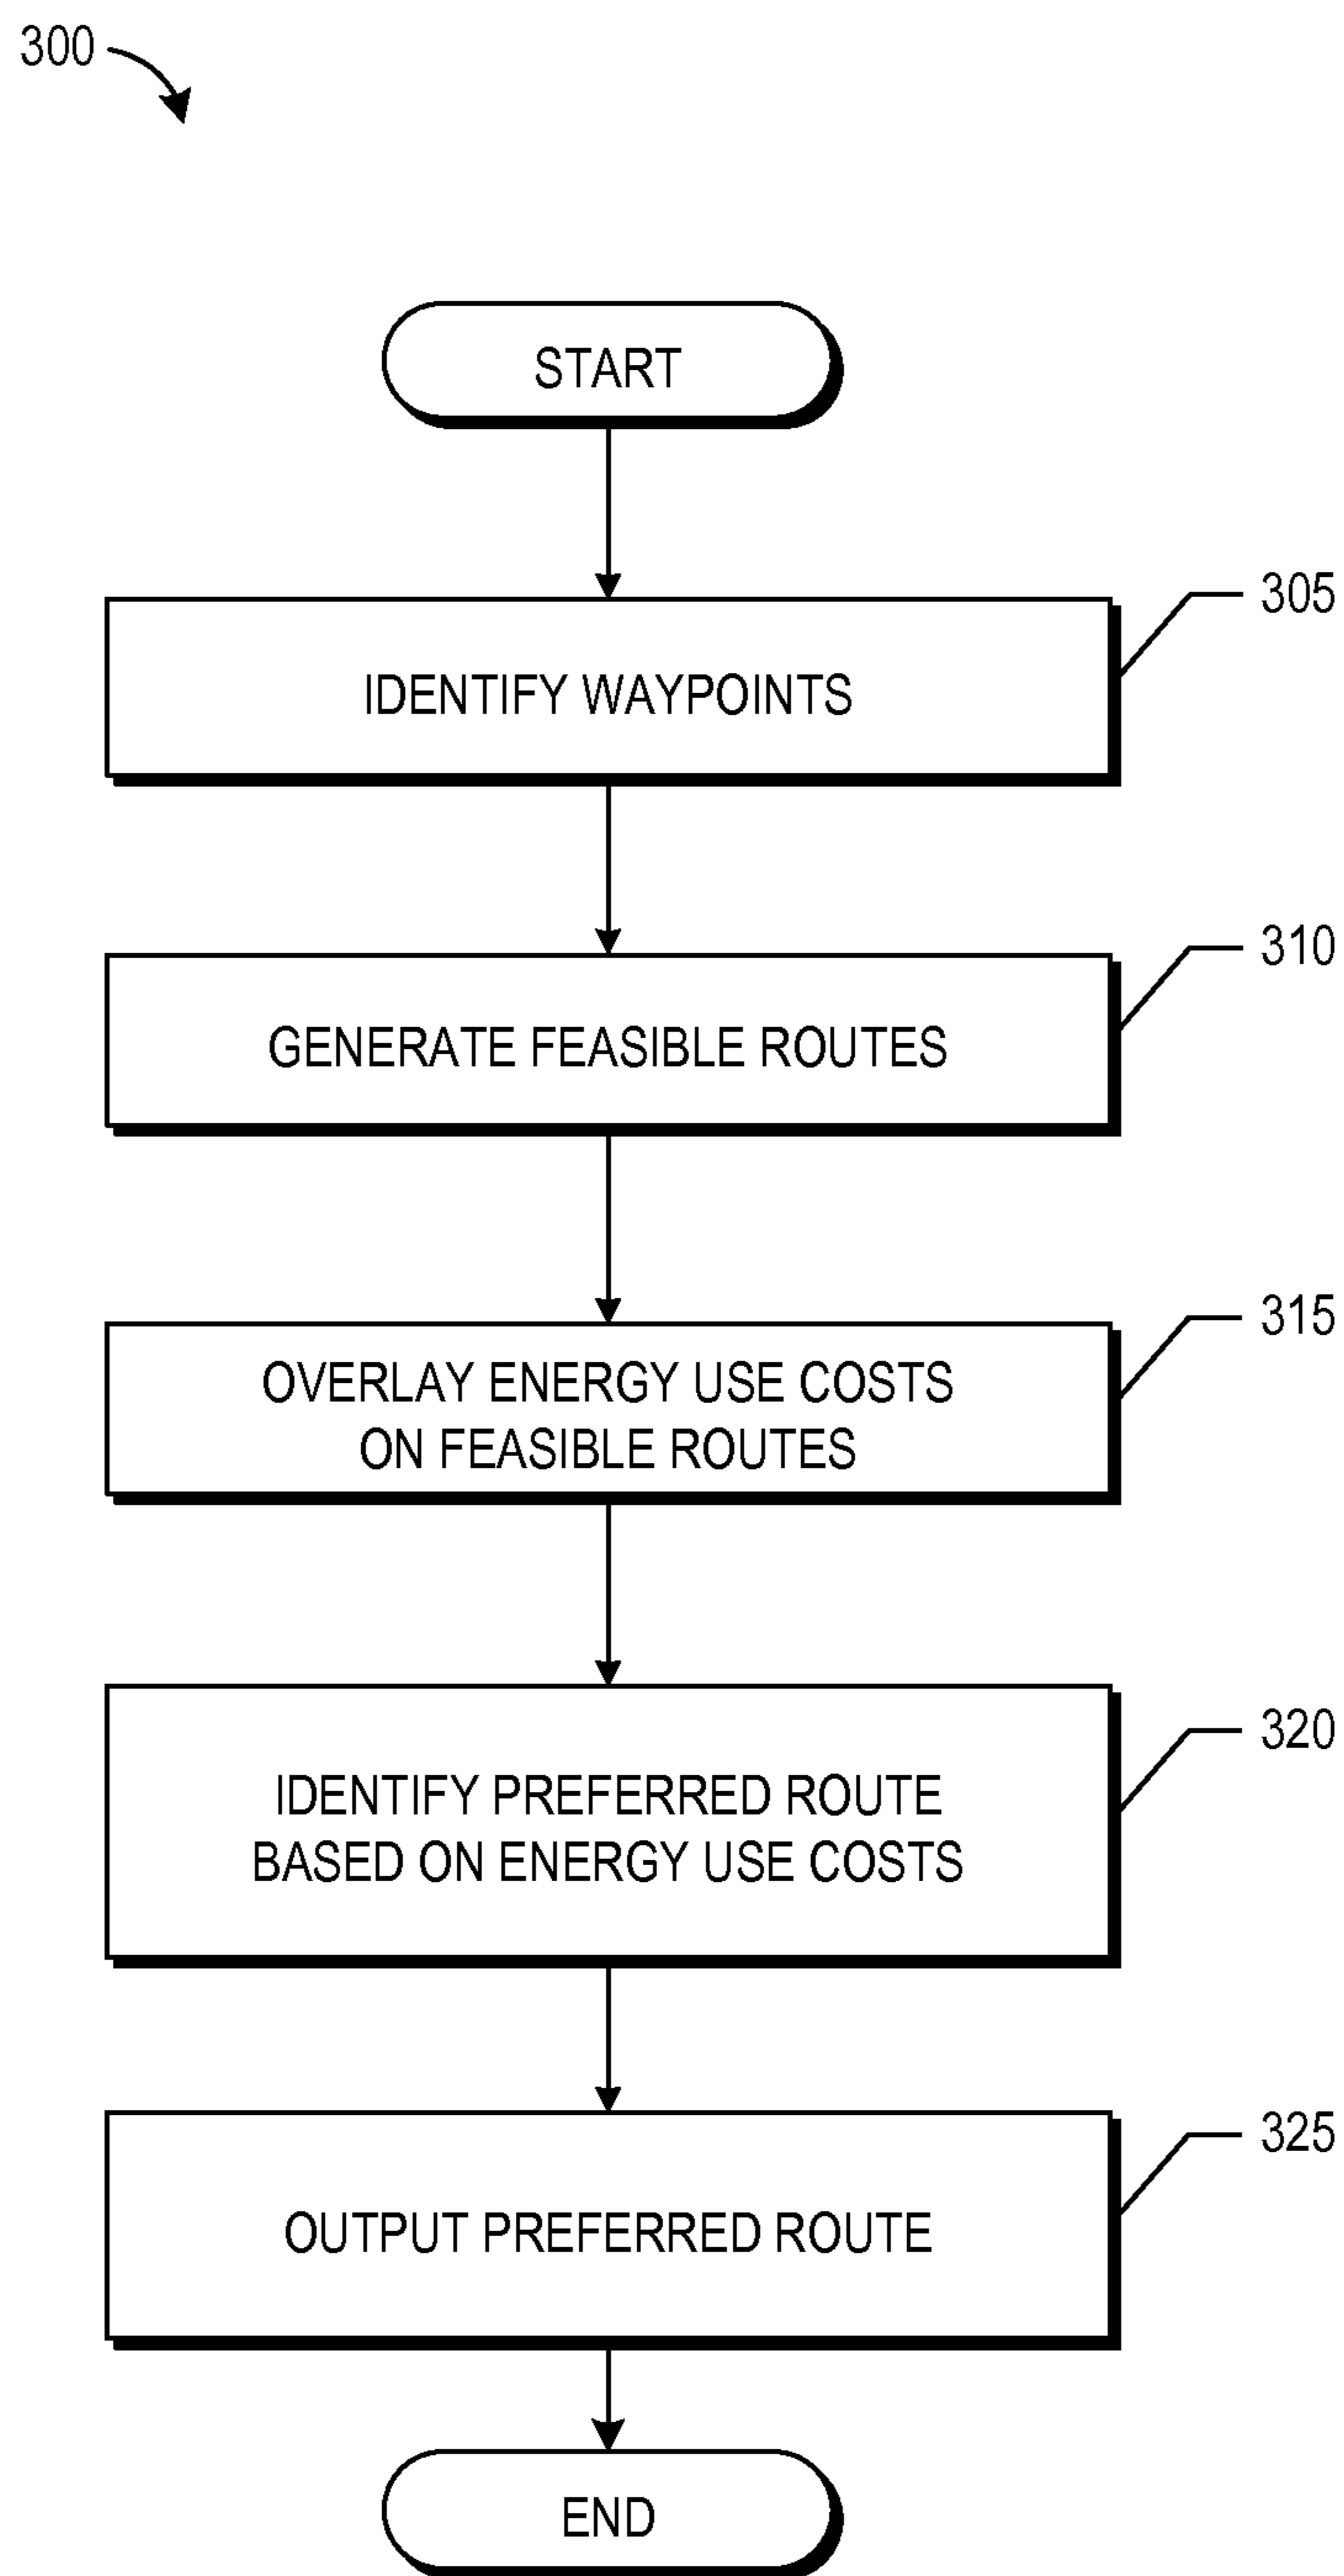 300
START
305
IDENTIFY WAYPOINTS
310
GENERATE FEASIBLE ROUTES
315
OVERLAY ENERGY USE COSTS
ON FEASIBLE ROUTES
320
IDENTIFY PREFERRED ROUTE
BASED ON ENERGY USE COSTS
325
OUTPUT PREFERRED ROUTE
END